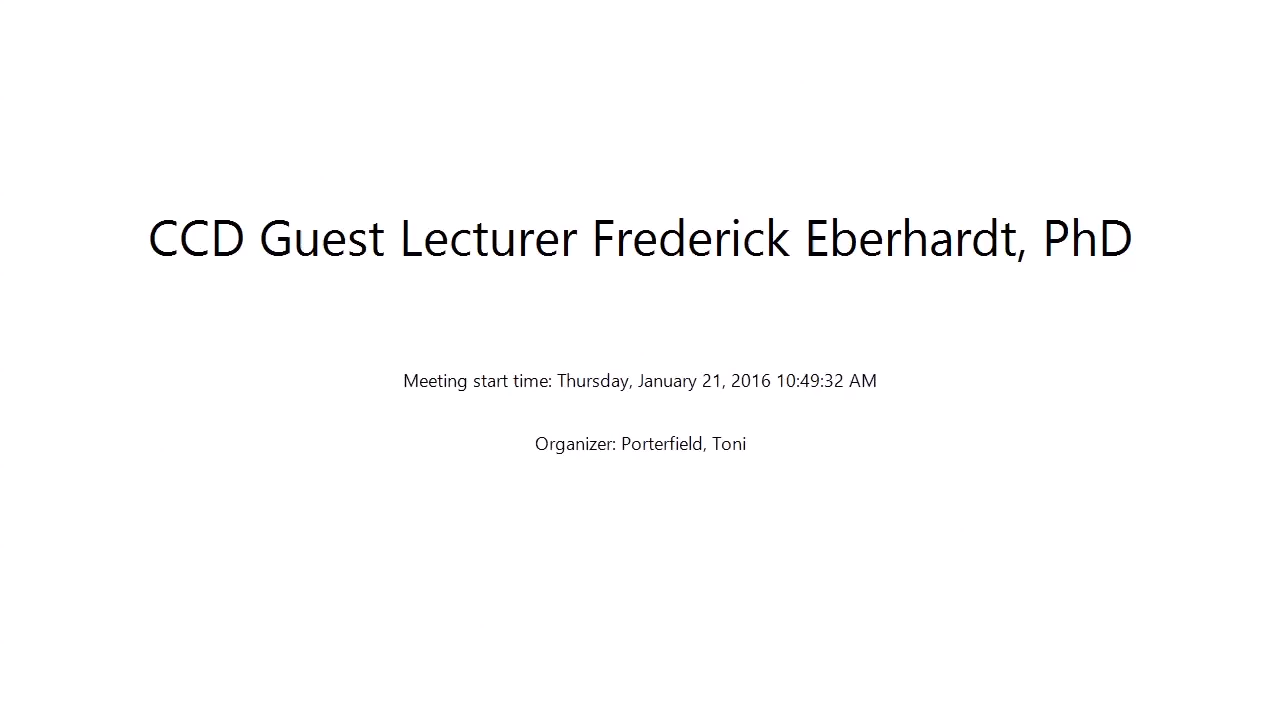 CCD Guest Lecturer Frederick Eberhardt, PhD
Meeting start time: Thursday, January 21, 2016 10:49:32 AM
Organizer: Porterfield, Toni